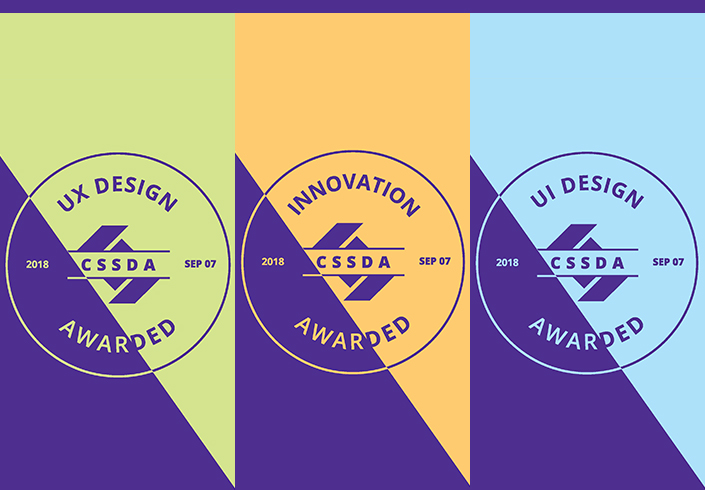 UX DESIGN
2018
CSSDA
SEP 07
AWARDED
INNOVATION
2018
CSSDA
SEP 07
AWARDED
UI DESIGN
2018
CSSDA
SEP 07
AWARDED